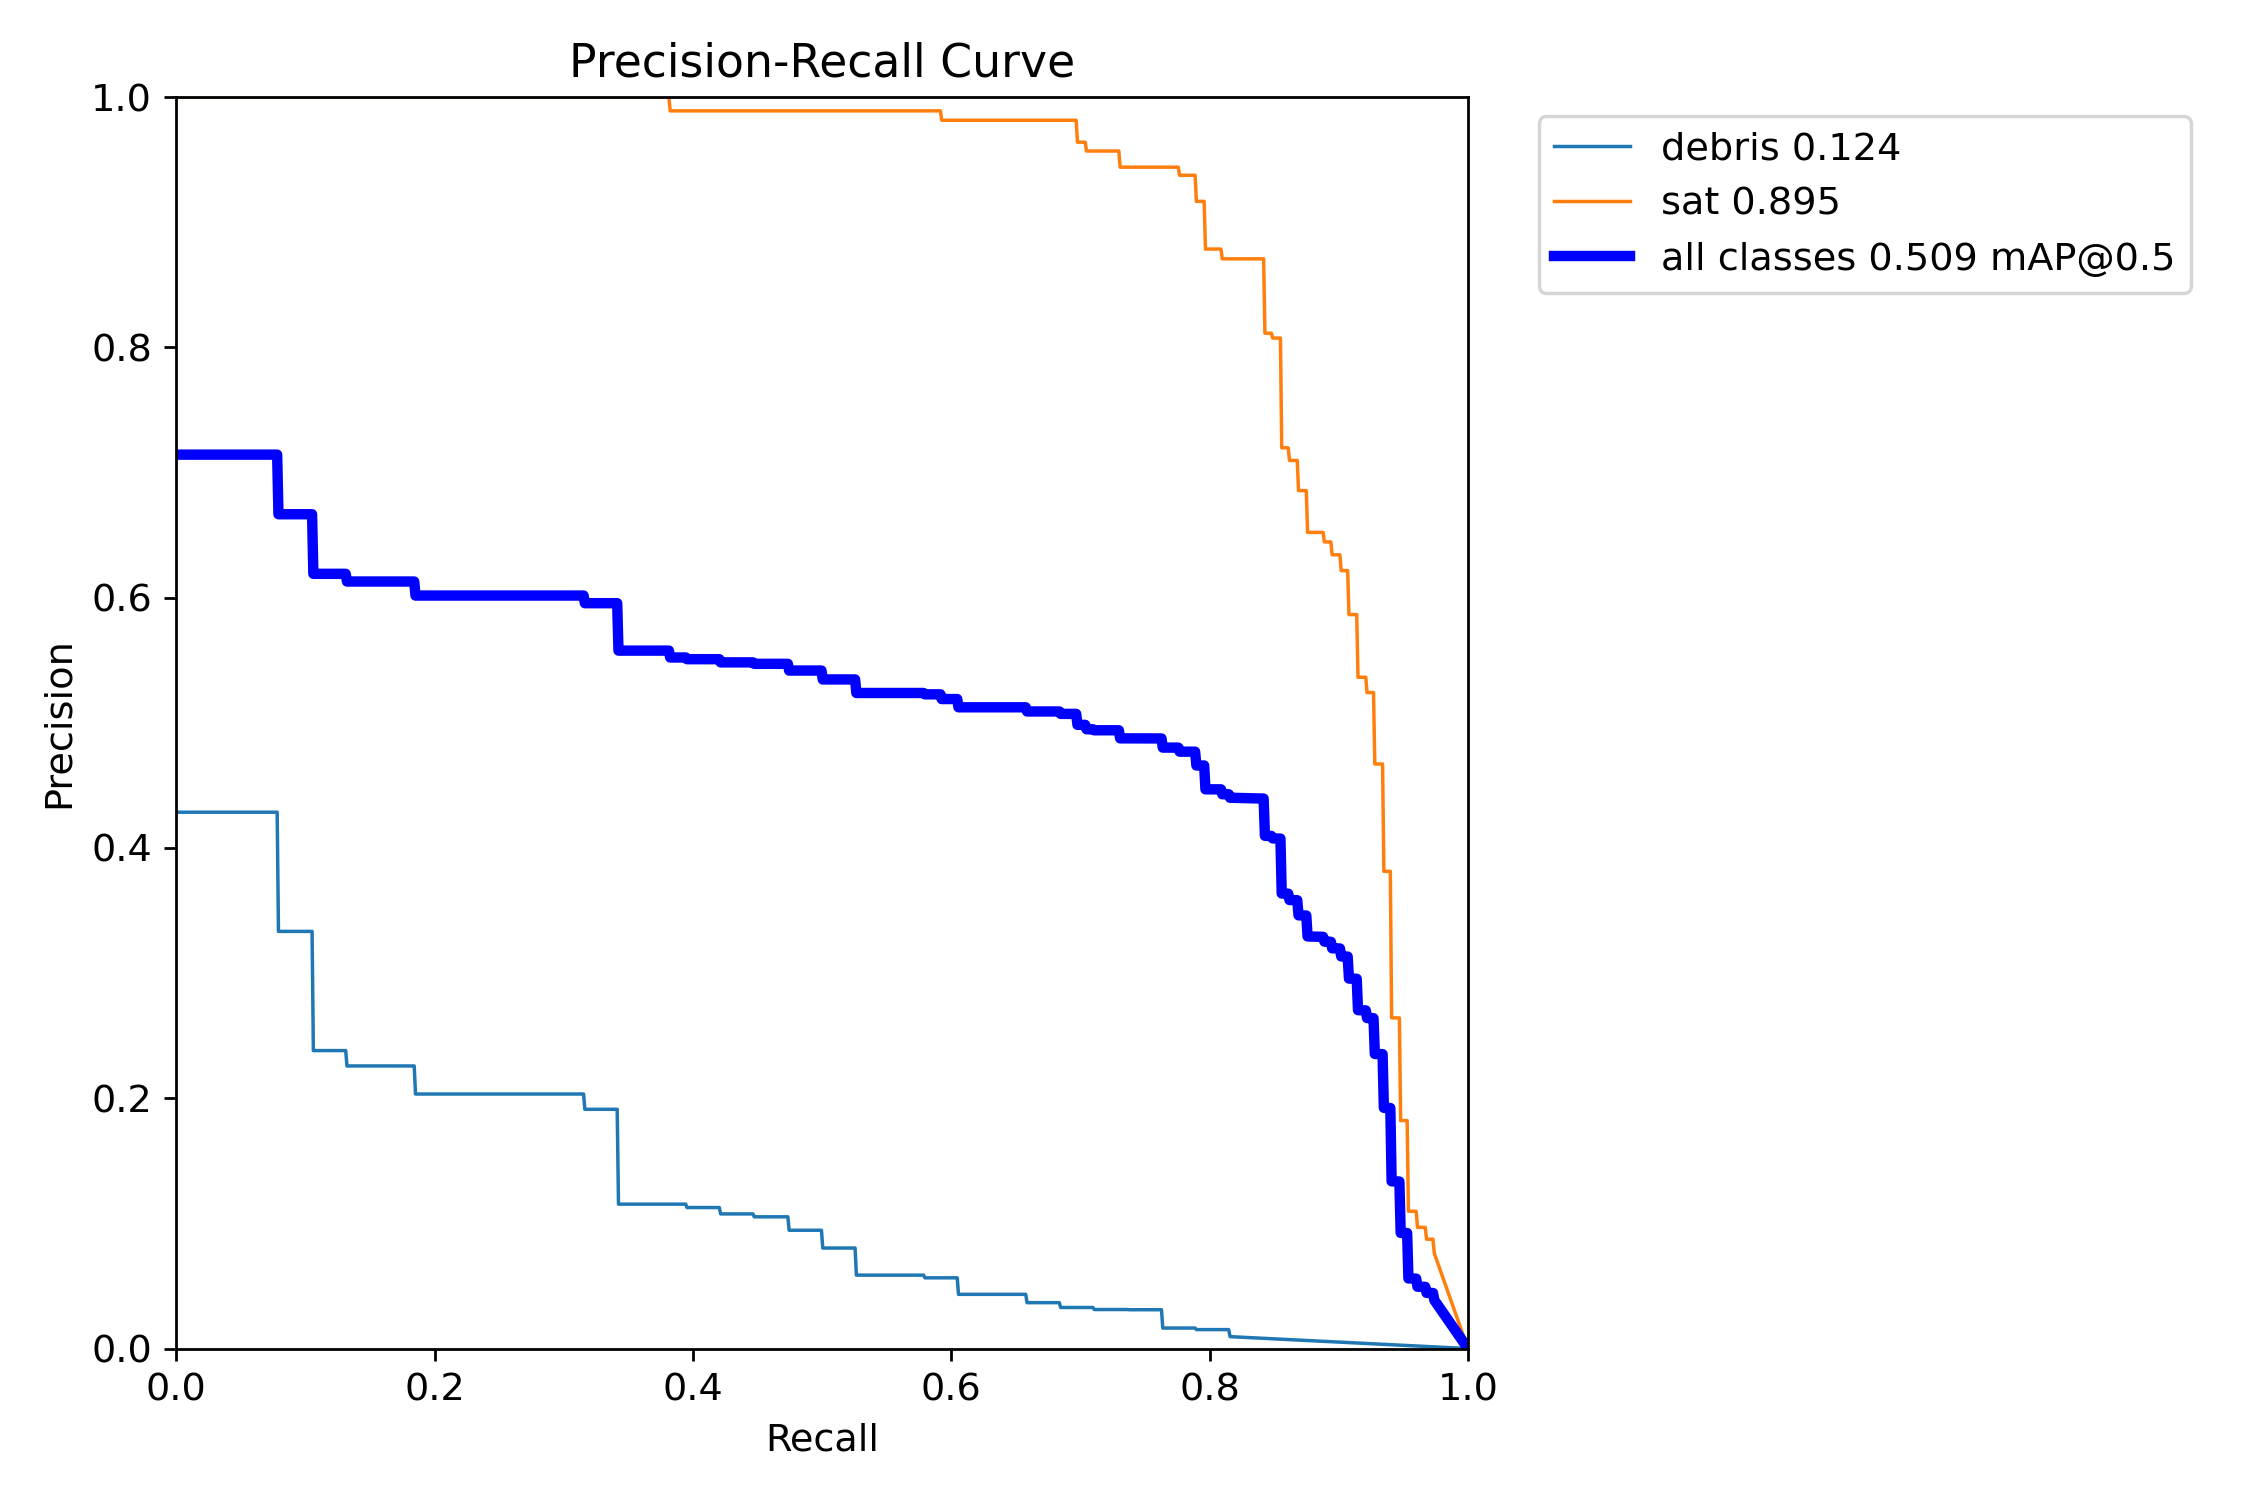 Precision-Recall Curve
debris 0.124
sat 0.895
all classes 0.509 mAP@0.5
1.0
0.8
0.6
0.4
0.2
0.0
Precision
0.0 0.2 0.4 0.6 0.8 1.0
Recall